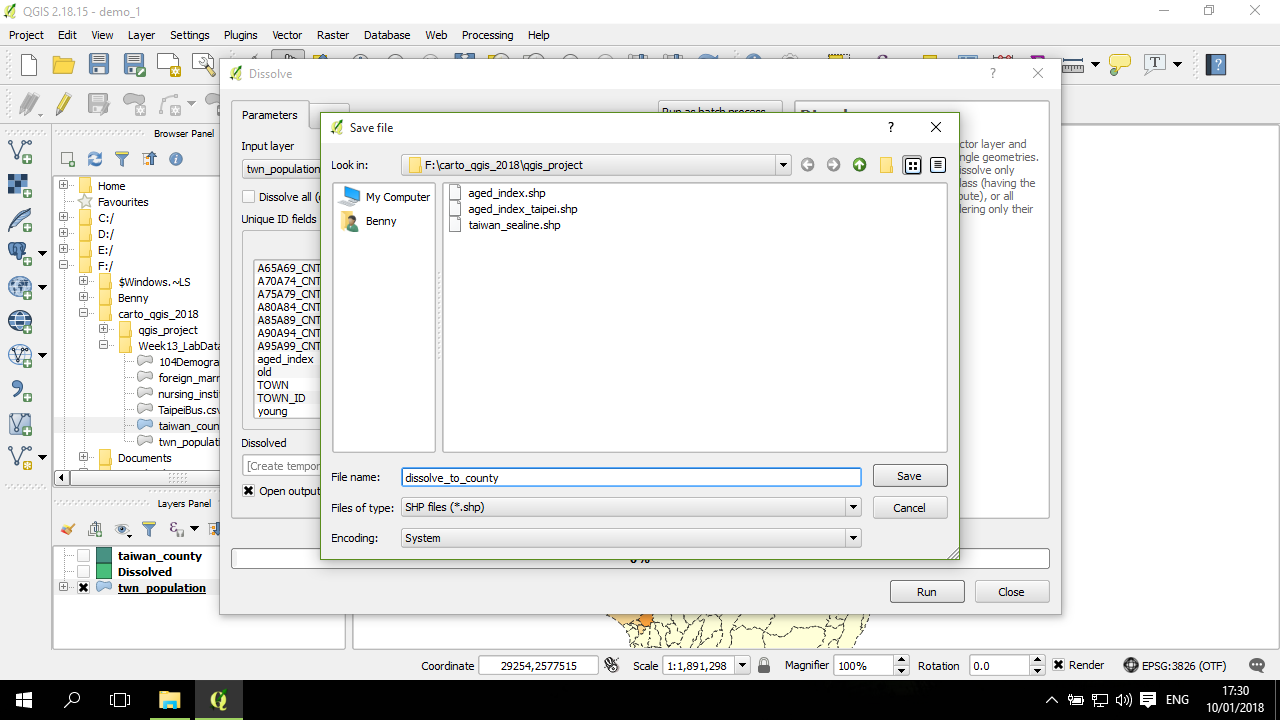 QGIS 2.18.15 - demo_1
Project Edit View Layer Settings Plugins Vector Raster Database Web Processing Help
Dissolve
?
Parameters
Run as batch process
Input layer
twn_population
Dissolve all (
Unique ID fields
A65A69_CNT
A70A74_CNT
A75A79_CNT
A80A84_CNT
A85A89_CNT
A90A94_CNT
A95A99_CNT
aged_index
old
TOWN
TOWN_ID
young
Dissolved
[Create tempor
Open output
ctor layer and
ngle geometries.
issolve only
lass (having the
bute), or all
dering only their
Run
Close
Save file
?
Look in:
F:\carto_qgis_2018\qgis_project
My Computer
Benny
aged_index.shp
aged_index_taipei.shp
taiwan_sealine.shp
File name:
dissolve_to_county
Save
Files of type:
SHP files (*.shp)
Cancel
Encoding:
System
Browser Panel
Home
Favourites
C:/
D:/
E:/
F:/
$Windows.~LS
Benny
carto_qgis_2018
qgis_project
Week13_LabData
104Demogra
foreign_marr
nursing_insti
TaipeiBus.csv
taiwan_coun
twn_populati
Documents
Layers Panel
taiwan_county
Dissolved
twn_population
Coordinate
29254,2577515
Scale
1:1,891,298
Magnifier
100%
Rotation
0.0
Render
EPSG:3826 (OTF)
ENG
17:30
10/01/2018